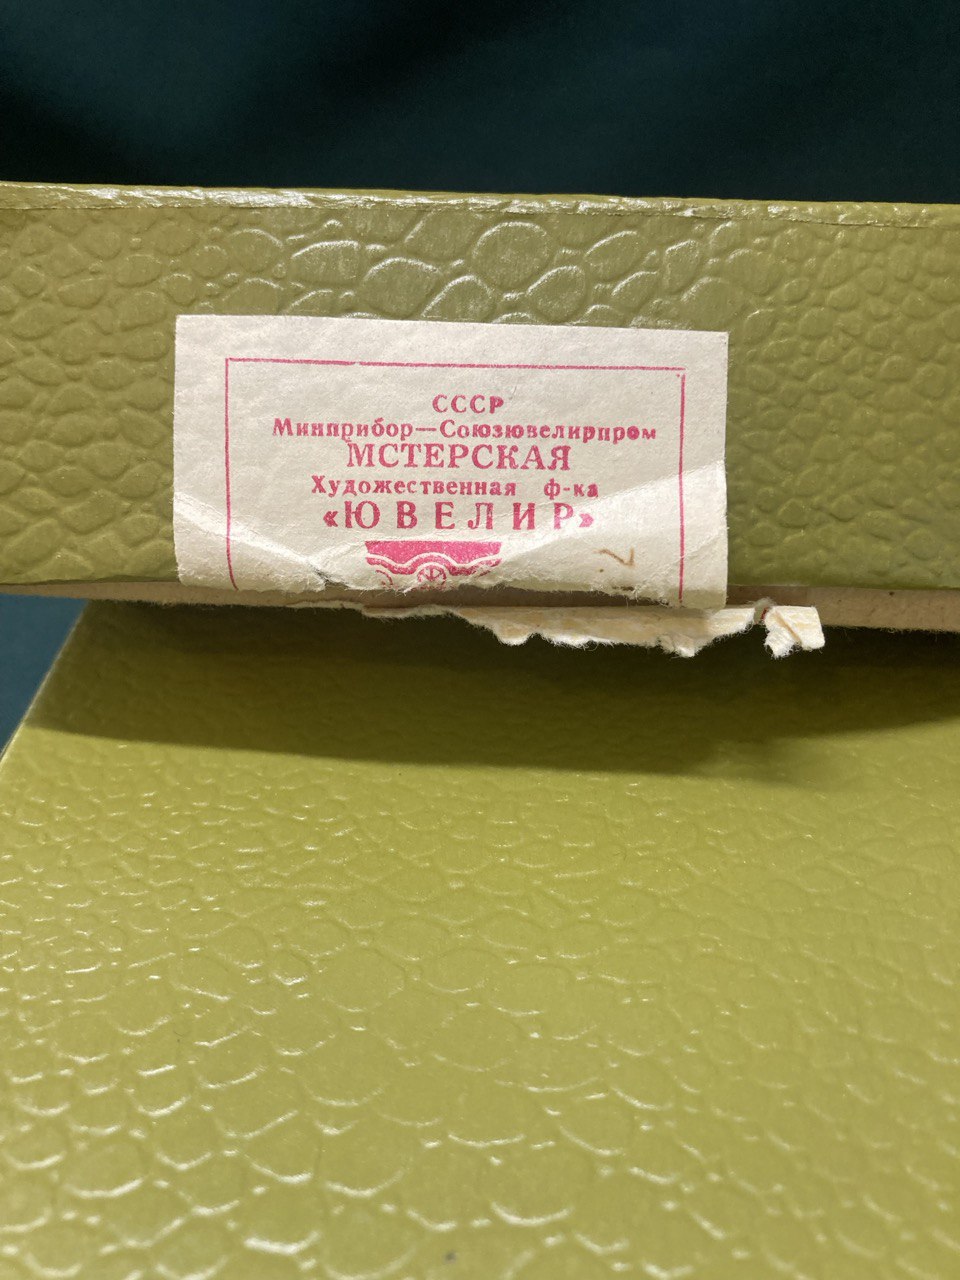 СССР
Минприбор—Союзювелирпром
МСТЕРСКАЯ
Художественная ф-ка
«ЮВЕЛИР»